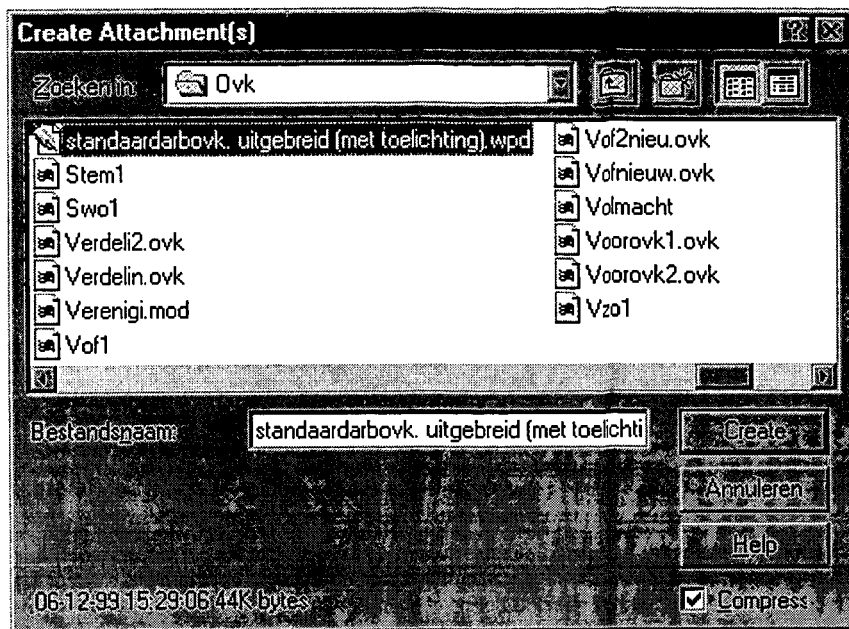 Create Attachment(s)
Zoeken in: Ovk
standaardarbovk. uitgebreid (met toelichting).wpd
Stem1
Swo1
Verdeli2.ovk
Verdelin.ovk
Verenigi.mod
Vof1
Vof2nieu.ovk
Vofnieuw.ovk
Volmacht
Voorovk1.ovk
Voorovk2.ovk
Vzo1
Bestandsnaam: standaardarbovk. uitgebreid (met toelichti
Create
Annuleren
Help
06-12-99 15:29:06 44K bytes
Compress